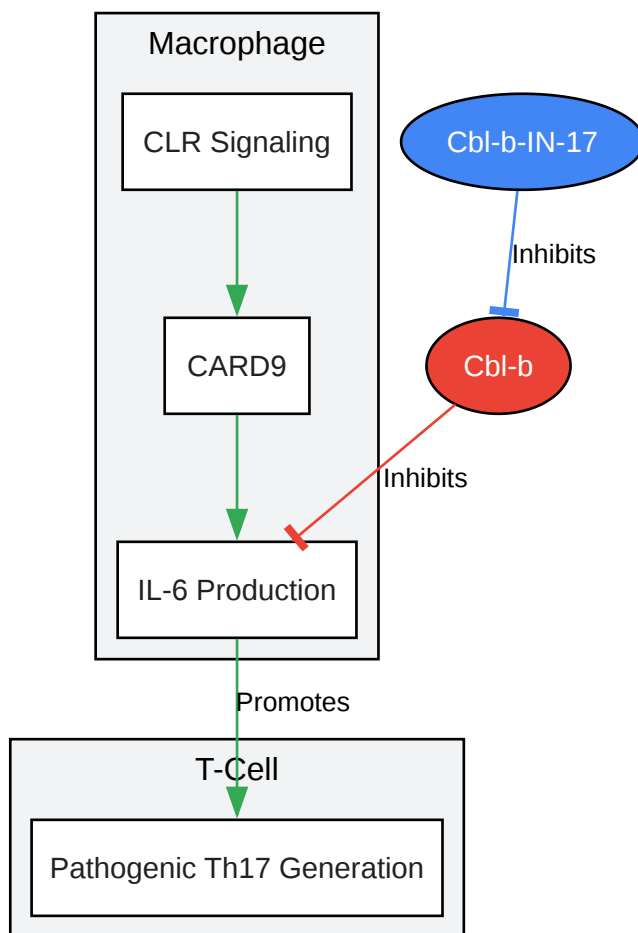 Macrophage
CLR Signaling
Cbl-b-IN-17
Inhibits
CARD9
Cbl-b
Inhibits
IL-6 Production
Promotes
T-Cell
Pathogenic Th17 Generation